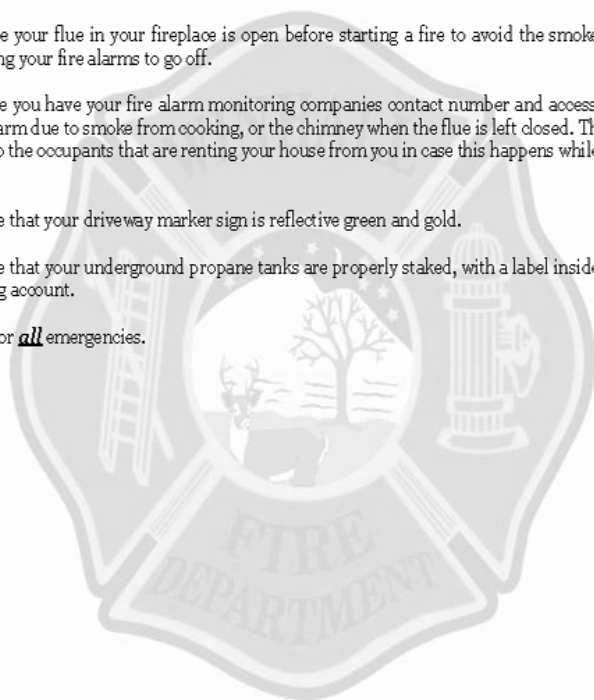 e your flue in your fireplace is open before starting a fire to avoid the smoke
ng your fire alarms to go off.
e you have your fire alarm monitoring companies contact number and access
arm due to smoke from cooking, or the chimney when the flue is left closed. Th
o the occupants that are renting your house from you in case this happens while
e that your driveway marker sign is reflective green and gold.
e that your underground propane tanks are properly staked, with a label inside
g account.
or all emergencies.
FIRE
DEPARTMENT